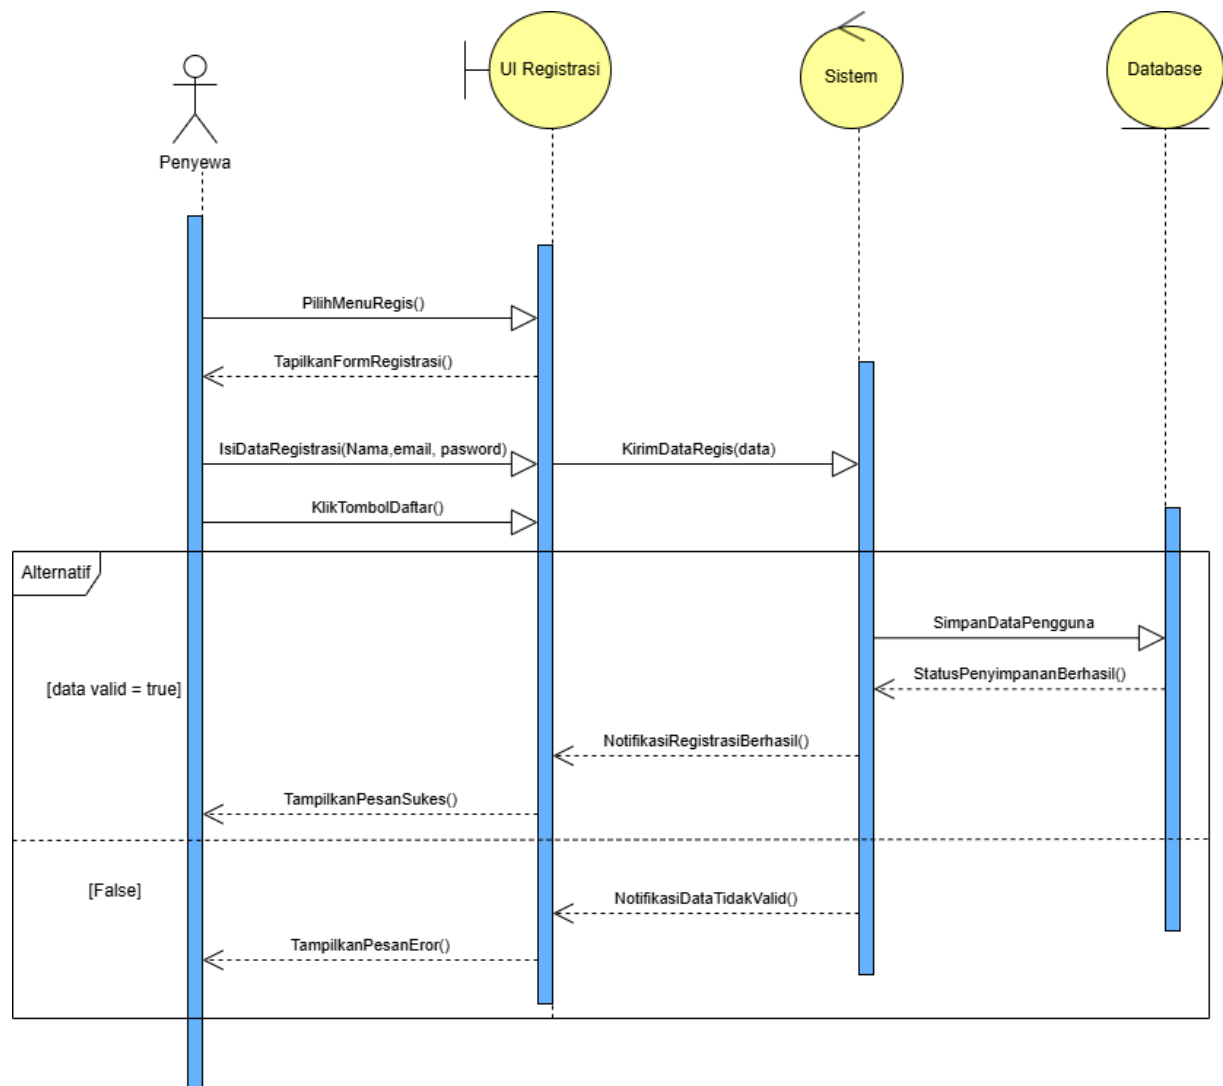 UI Registrasi
Sistem
Database
Penyewa
PilihMenuRegis()
TapilkanFormRegistrasi()
IsiDataRegistrasi(Nama,email, pasword)
KirimDataRegis(data)
KlikTombolDaftar()
Alternatif
SimpanDataPengguna
StatusPenyimpananBerhasil()
[data valid = true]
NotifikasiRegistrasiBerhasil()
TampilkanPesanSukes()
[False]
NotifikasiDataTidakValid()
TampilkanPesanEror()